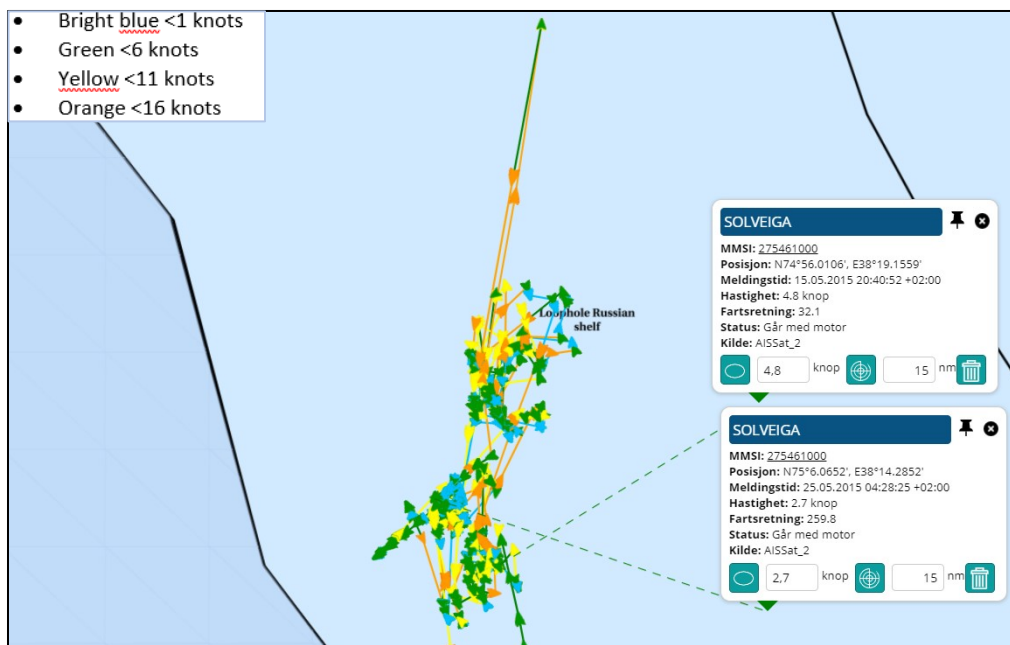 • Bright blue <1 knots
• Green <6 knots
• Yellow <11 knots
• Orange <16 knots
Loophole Russian
shelf
SOLVEIGA
MMSI: 275461000
Posisjon: N74°56.0106', E38°19.1559'
Meldingstid: 15.05.2015 20:40:52 +02:00
Hastighet: 4.8 knop
Fartsretning: 32.1
Status: Går med motor
Kilde: AISSat_2
4,8 knop 15 nm
SOLVEIGA
MMSI: 275461000
Posisjon: N75°6.0652', E38°14.2852'
Meldingstid: 25.05.2015 04:28:25 +02:00
Hastighet: 2.7 knop
Fartsretning: 259.8
Status: Går med motor
Kilde: AISSat_2
2,7 knop 15 nm